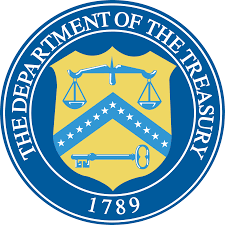 THE DEPARTMENT OF THE TREASURY
1789